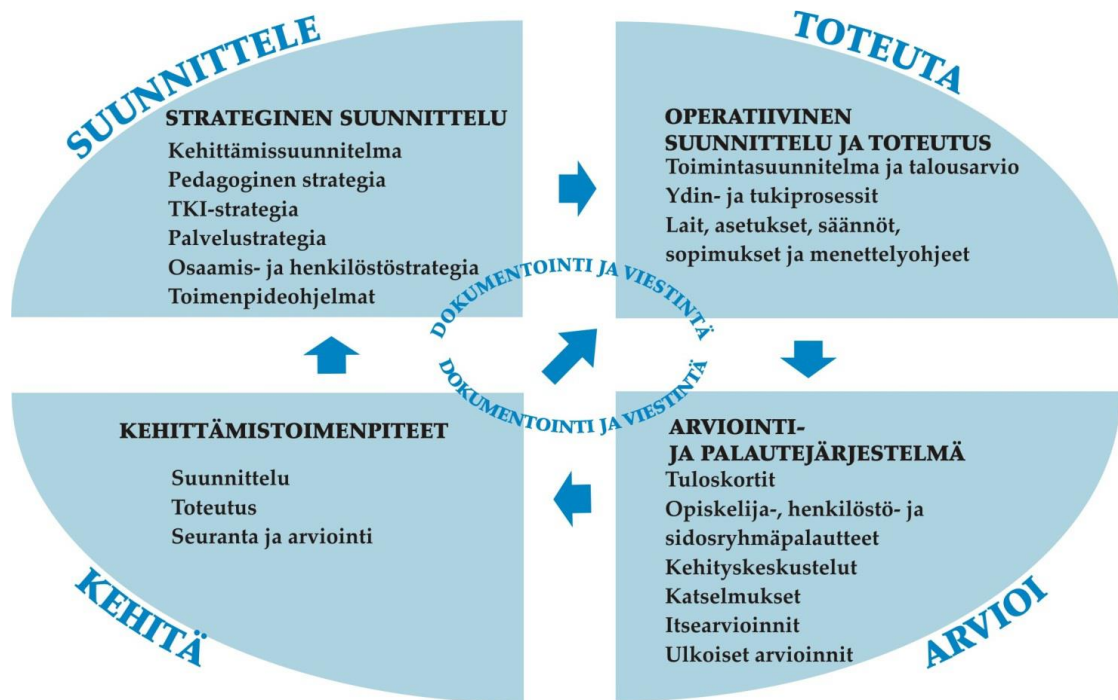 SUUNNITTELE
STRATEGINEN SUUNNITTELU
Kehittämissuunnitelma
Pedagoginen strategia
TKI-strategia
Palvelustrategia
Osaamis- ja henkilöstöstrategia
Toimenpideohjelmat
TOTEUTA
OPERATIIVINEN
SUUNNITTELU JA TOTEUTUS
Toimintasuunnitelma ja talousarvio
Ydin- ja tukiprosessit
Lait, asetukset, säännöt,
sopimukset ja menettelyohjeet
DOKUMENTOINTI JA VIESTINTÄ
DOKUMENTOINTI JA VIESTINTÄ
KEHITTÄMISTOIMENPITEET
Suunnittelu
Toteutus
Seuranta ja arviointi
KEHITÄ
ARVIOINTI-
JA PALAUTEJÄRJESTELMÄ
Tuloskortit
Opiskelija-, henkilöstö- ja
sidosryhmäpalautteet
Kehityskeskustelut
Katselmukset
Itsearvioinnit
Ulkoiset arvioinnit
ARVIOI